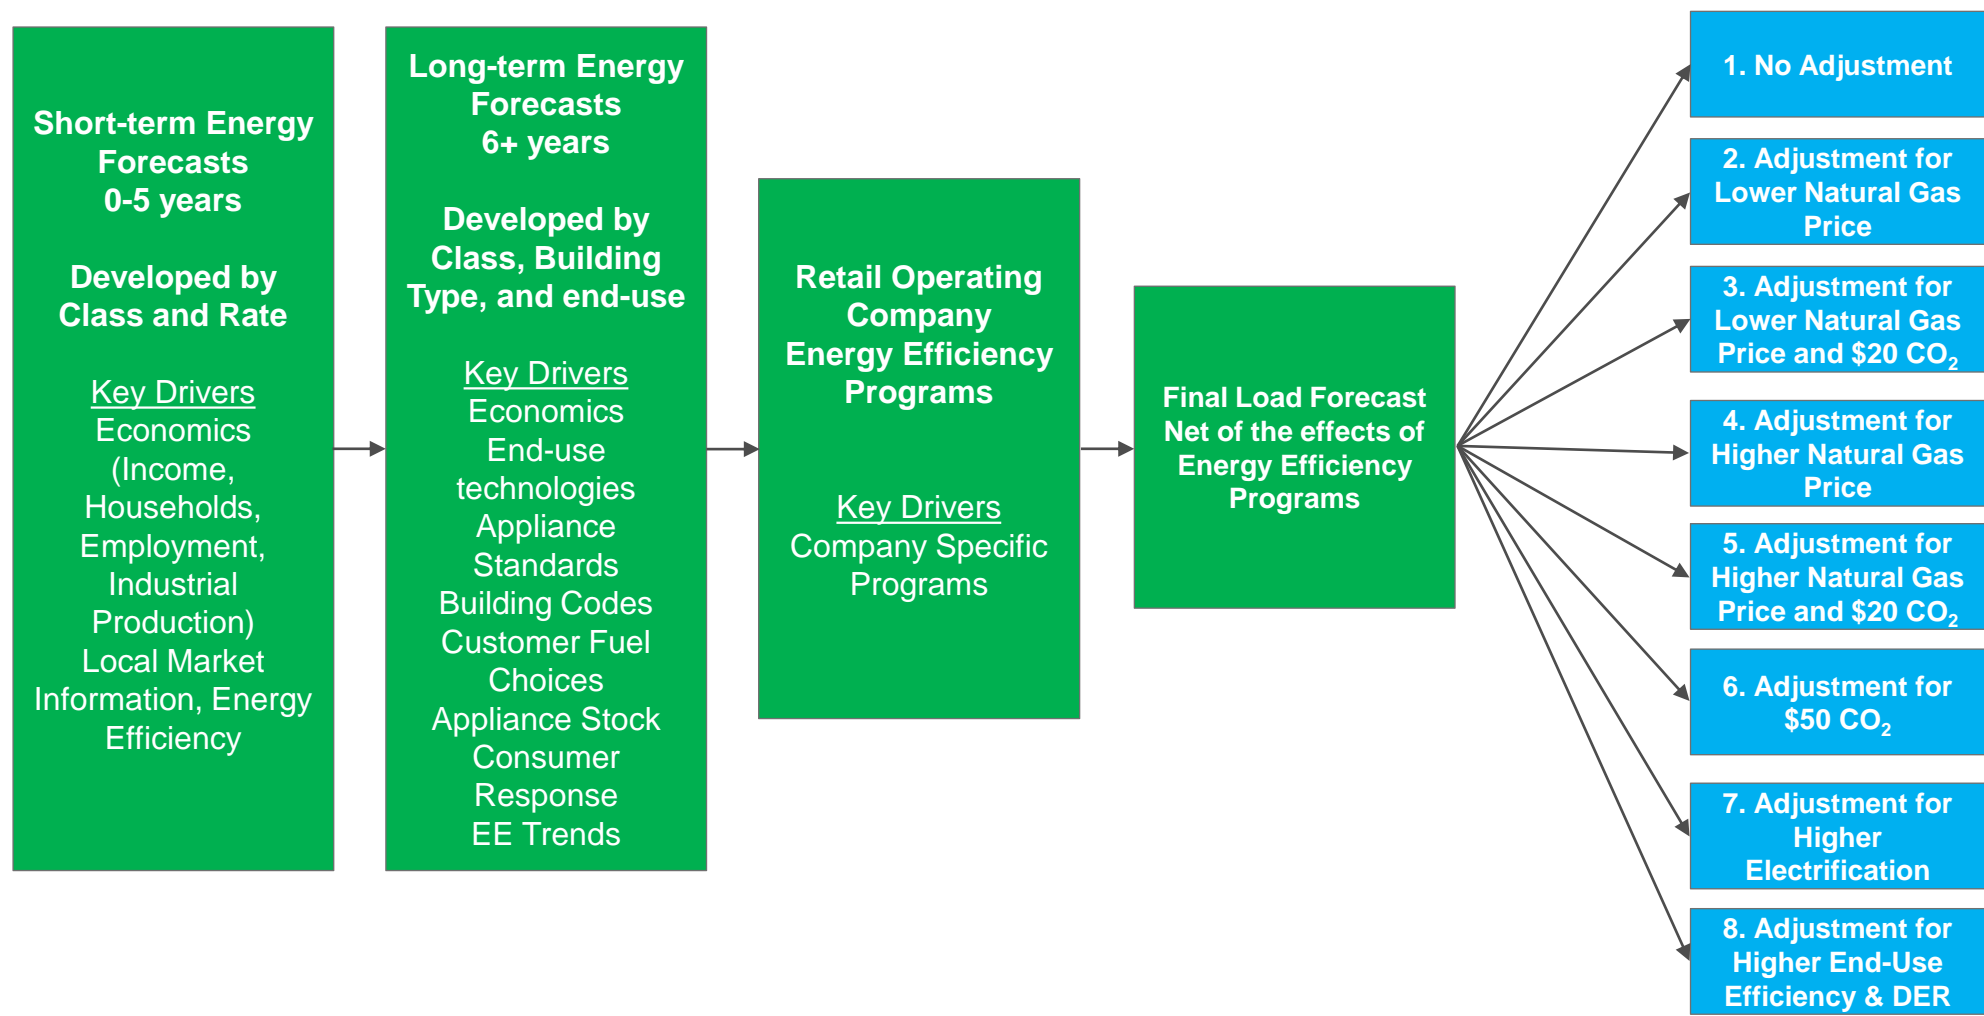 Short-term Energy
Forecasts
0-5 years
Developed by
Class and Rate
Key Drivers
Economics
(Income,
Households,
Employment,
Industrial
Production)
Local Market
Information, Energy
Efficiency
Long-term Energy
Forecasts
6+ years
Developed by
Class, Building
Type, and end-use
Key Drivers
Economics
End-use
technologies
Appliance
Standards
Building Codes
Customer Fuel
Choices
Appliance Stock
Consumer
Response
EE Trends
Retail Operating
Company
Energy Efficiency
Programs
Key Drivers
Company Specific
Programs
Final Load Forecast
Net of the effects of
Energy Efficiency
Programs
1. No Adjustment
2. Adjustment for
Lower Natural Gas
Price
3. Adjustment for
Lower Natural Gas
Price and $20 CO₂
4. Adjustment for
Higher Natural Gas
Price
5. Adjustment for
Higher Natural Gas
Price and $20 CO₂
6. Adjustment for
$50 CO₂
7. Adjustment for
Higher
Electrification
8. Adjustment for
Higher End-Use
Efficiency & DER